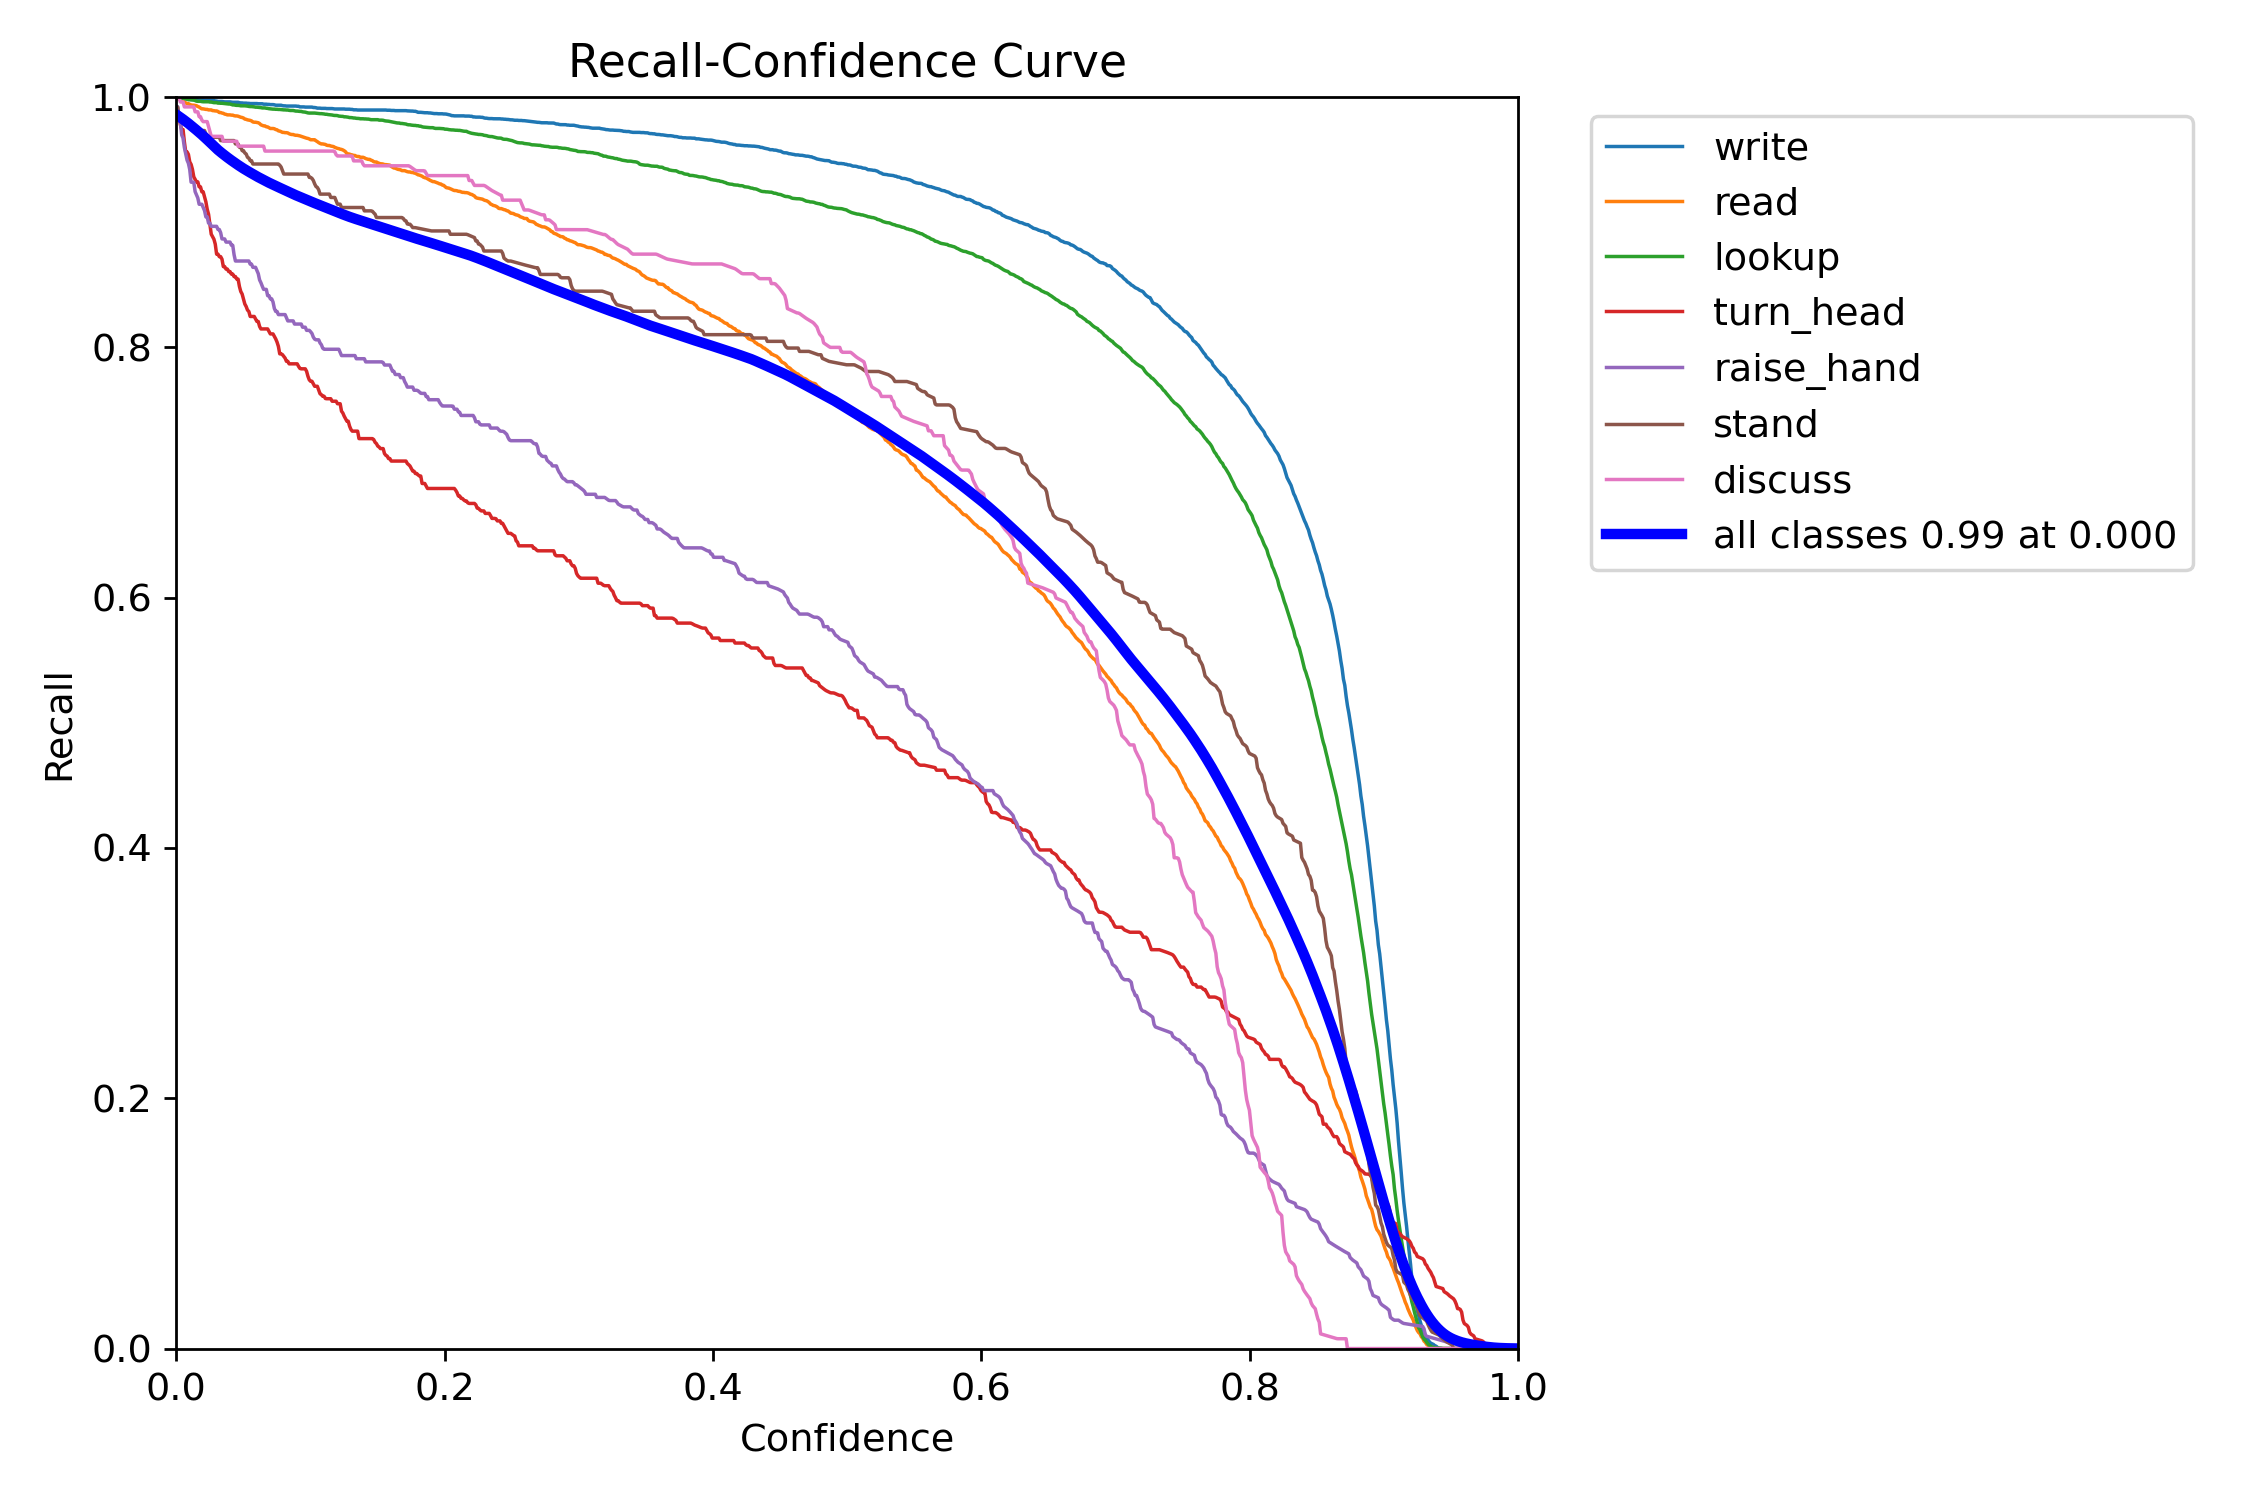 Recall-Confidence Curve
1.0
0.8
0.6
0.4
0.2
0.0
Recall
0.0 0.2 0.4 0.6 0.8 1.0
Confidence
write
read
lookup
turn_head
raise_hand
stand
discuss
all classes 0.99 at 0.000